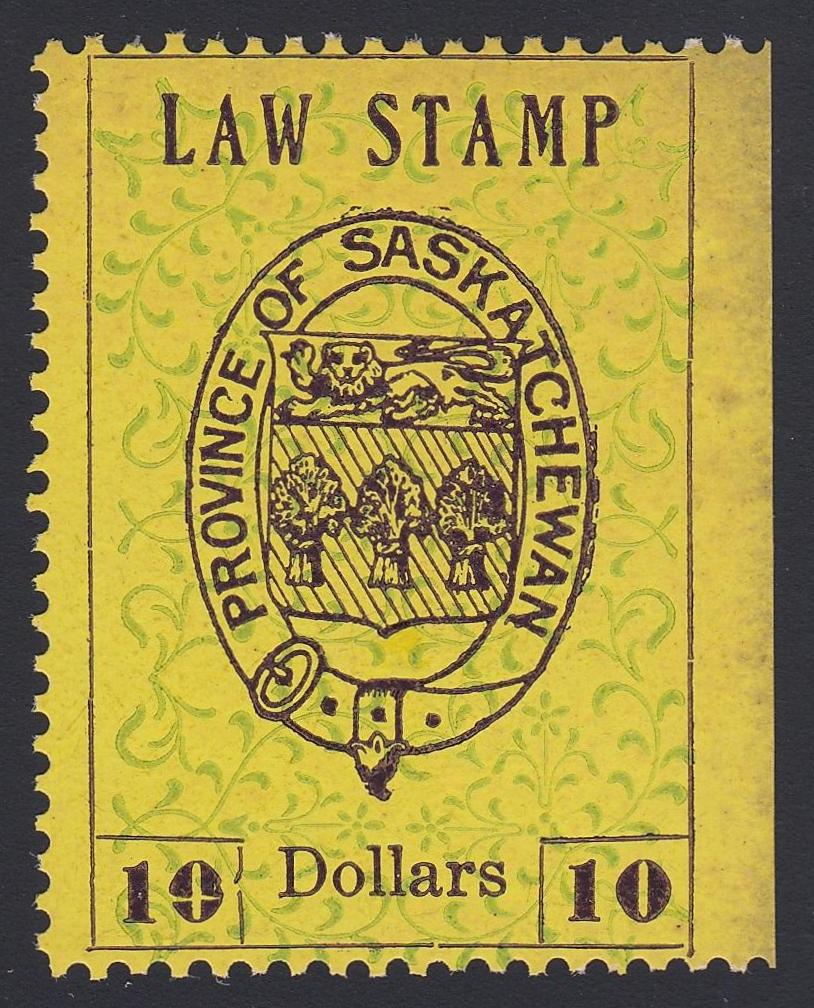 LAW STAMP
PROVINCE OF SASKATCHEWAN
10 Dollars 10